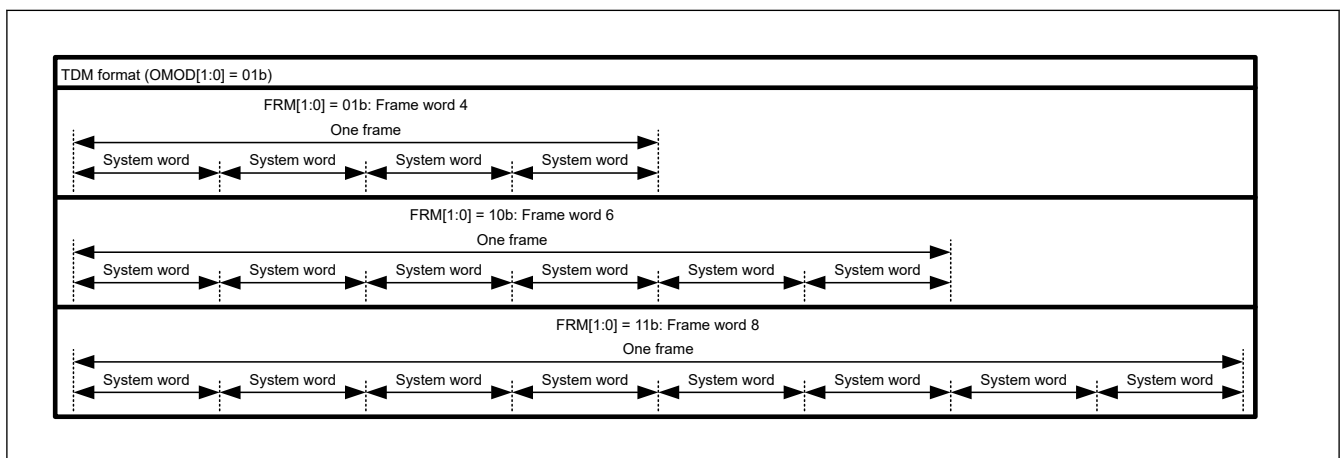 TDM format (OMOD[1:0] = 01b)
FRM[1:0] = 01b: Frame word 4
One frame
System word System word System word System word
FRM[1:0] = 10b: Frame word 6
One frame
System word System word System word System word System word System word
FRM[1:0] = 11b: Frame word 8
One frame
System word System word System word System word System word System word System word System word